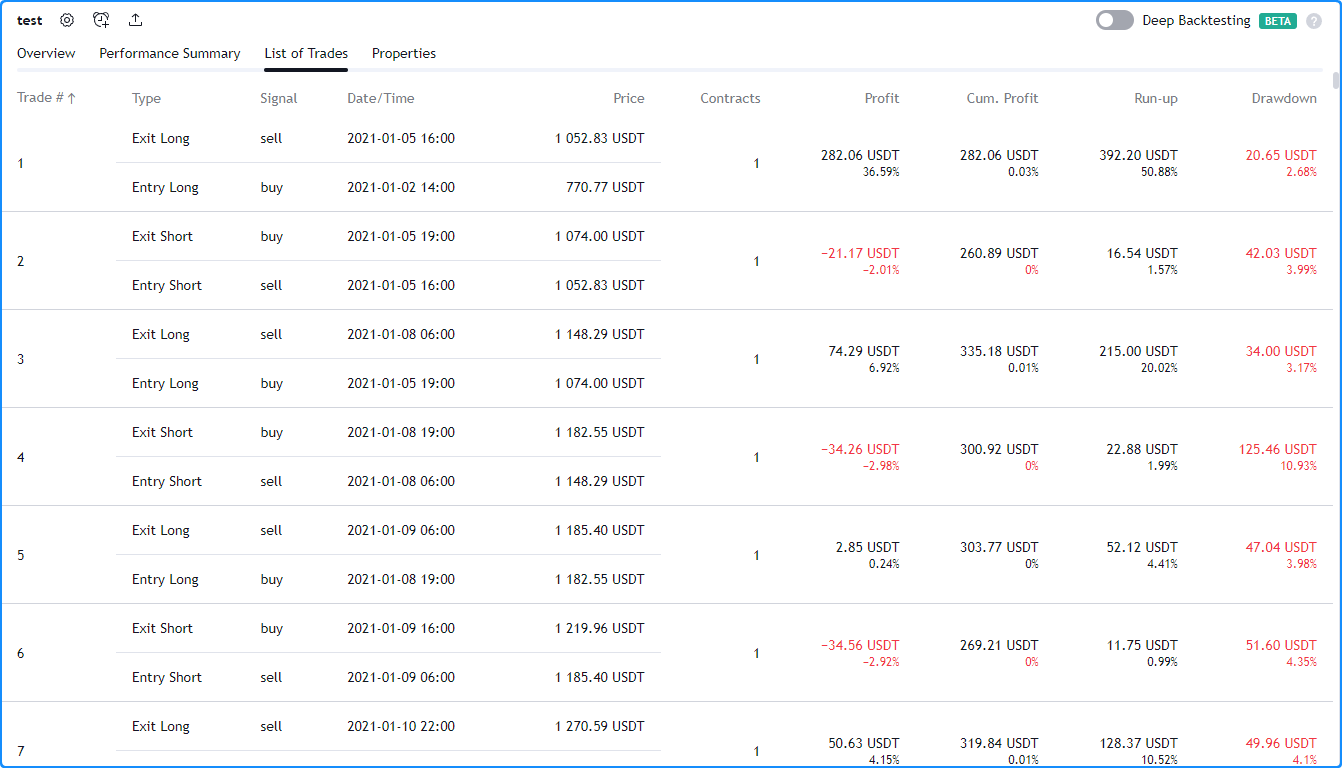 test Deep Backtesting BETA ?
Overview Performance Summary List of Trades Properties
Trade # ↑ Type Signal Date/Time Price Contracts Profit Cum. Profit Run-up Drawdown
Exit Long sell 2021-01-05 16:00 1 052.83 USDT
1 1 282.06 USDT 282.06 USDT 392.20 USDT 20.65 USDT
36.59% 0.03% 50.88% 2.68%
Entry Long buy 2021-01-02 14:00 770.77 USDT
Exit Short buy 2021-01-05 19:00 1 074.00 USDT
2 1 −21.17 USDT 260.89 USDT 16.54 USDT 42.03 USDT
−2.01% 0% 1.57% 3.99%
Entry Short sell 2021-01-05 16:00 1 052.83 USDT
Exit Long sell 2021-01-08 06:00 1 148.29 USDT
3 1 74.29 USDT 335.18 USDT 215.00 USDT 34.00 USDT
6.92% 0.01% 20.02% 3.17%
Entry Long buy 2021-01-05 19:00 1 074.00 USDT
Exit Short buy 2021-01-08 19:00 1 182.55 USDT
4 1 −34.26 USDT 300.92 USDT 22.88 USDT 125.46 USDT
−2.98% 0% 1.99% 10.93%
Entry Short sell 2021-01-08 06:00 1 148.29 USDT
Exit Long sell 2021-01-09 06:00 1 185.40 USDT
5 1 2.85 USDT 303.77 USDT 52.12 USDT 47.04 USDT
0.24% 0% 4.41% 3.98%
Entry Long buy 2021-01-08 19:00 1 182.55 USDT
Exit Short buy 2021-01-09 16:00 1 219.96 USDT
6 1 −34.56 USDT 269.21 USDT 11.75 USDT 51.60 USDT
−2.92% 0% 0.99% 4.35%
Entry Short sell 2021-01-09 06:00 1 185.40 USDT
Exit Long sell 2021-01-10 22:00 1 270.59 USDT
7 1 50.63 USDT 319.84 USDT 128.37 USDT 49.96 USDT
4.15% 0.01% 10.52% 4.1%